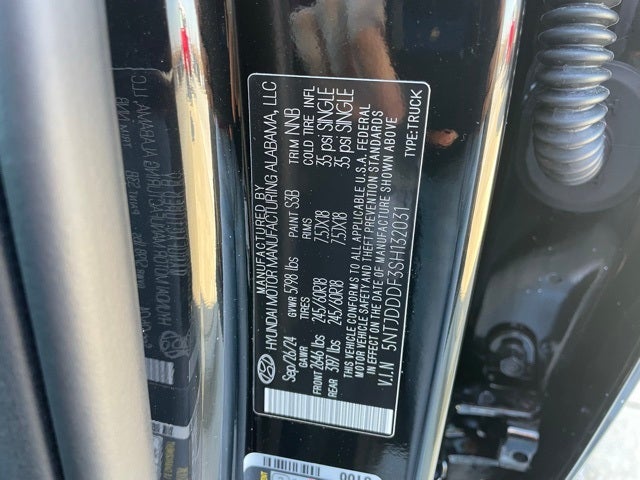 MANUFACTURED BY
HYUNDAI MOTOR MANUFACTURING ALABAMA, LLC
Sep/26/24 GVWR 5798 lbs PAINT S3B TRIM NNB
GAWR TIRES RIMS COLD TIRE INFL
FRONT 2646 lbs 245/60R18 7.5JX18 35 psi SINGLE
REAR 3197 lbs 245/60R18 7.5JX18 35 psi SINGLE
THIS VEHICLE CONFORMS TO ALL APPLICABLE U.S.A. FEDERAL
MOTOR VEHICLE SAFETY AND THEFT PREVENTION STANDARDS
IN EFFECT ON THE DATE OF MANUFACTURE SHOWN ABOVE
V.I.N 5NTJDDDF3SH132031 TYPE:TRUCK